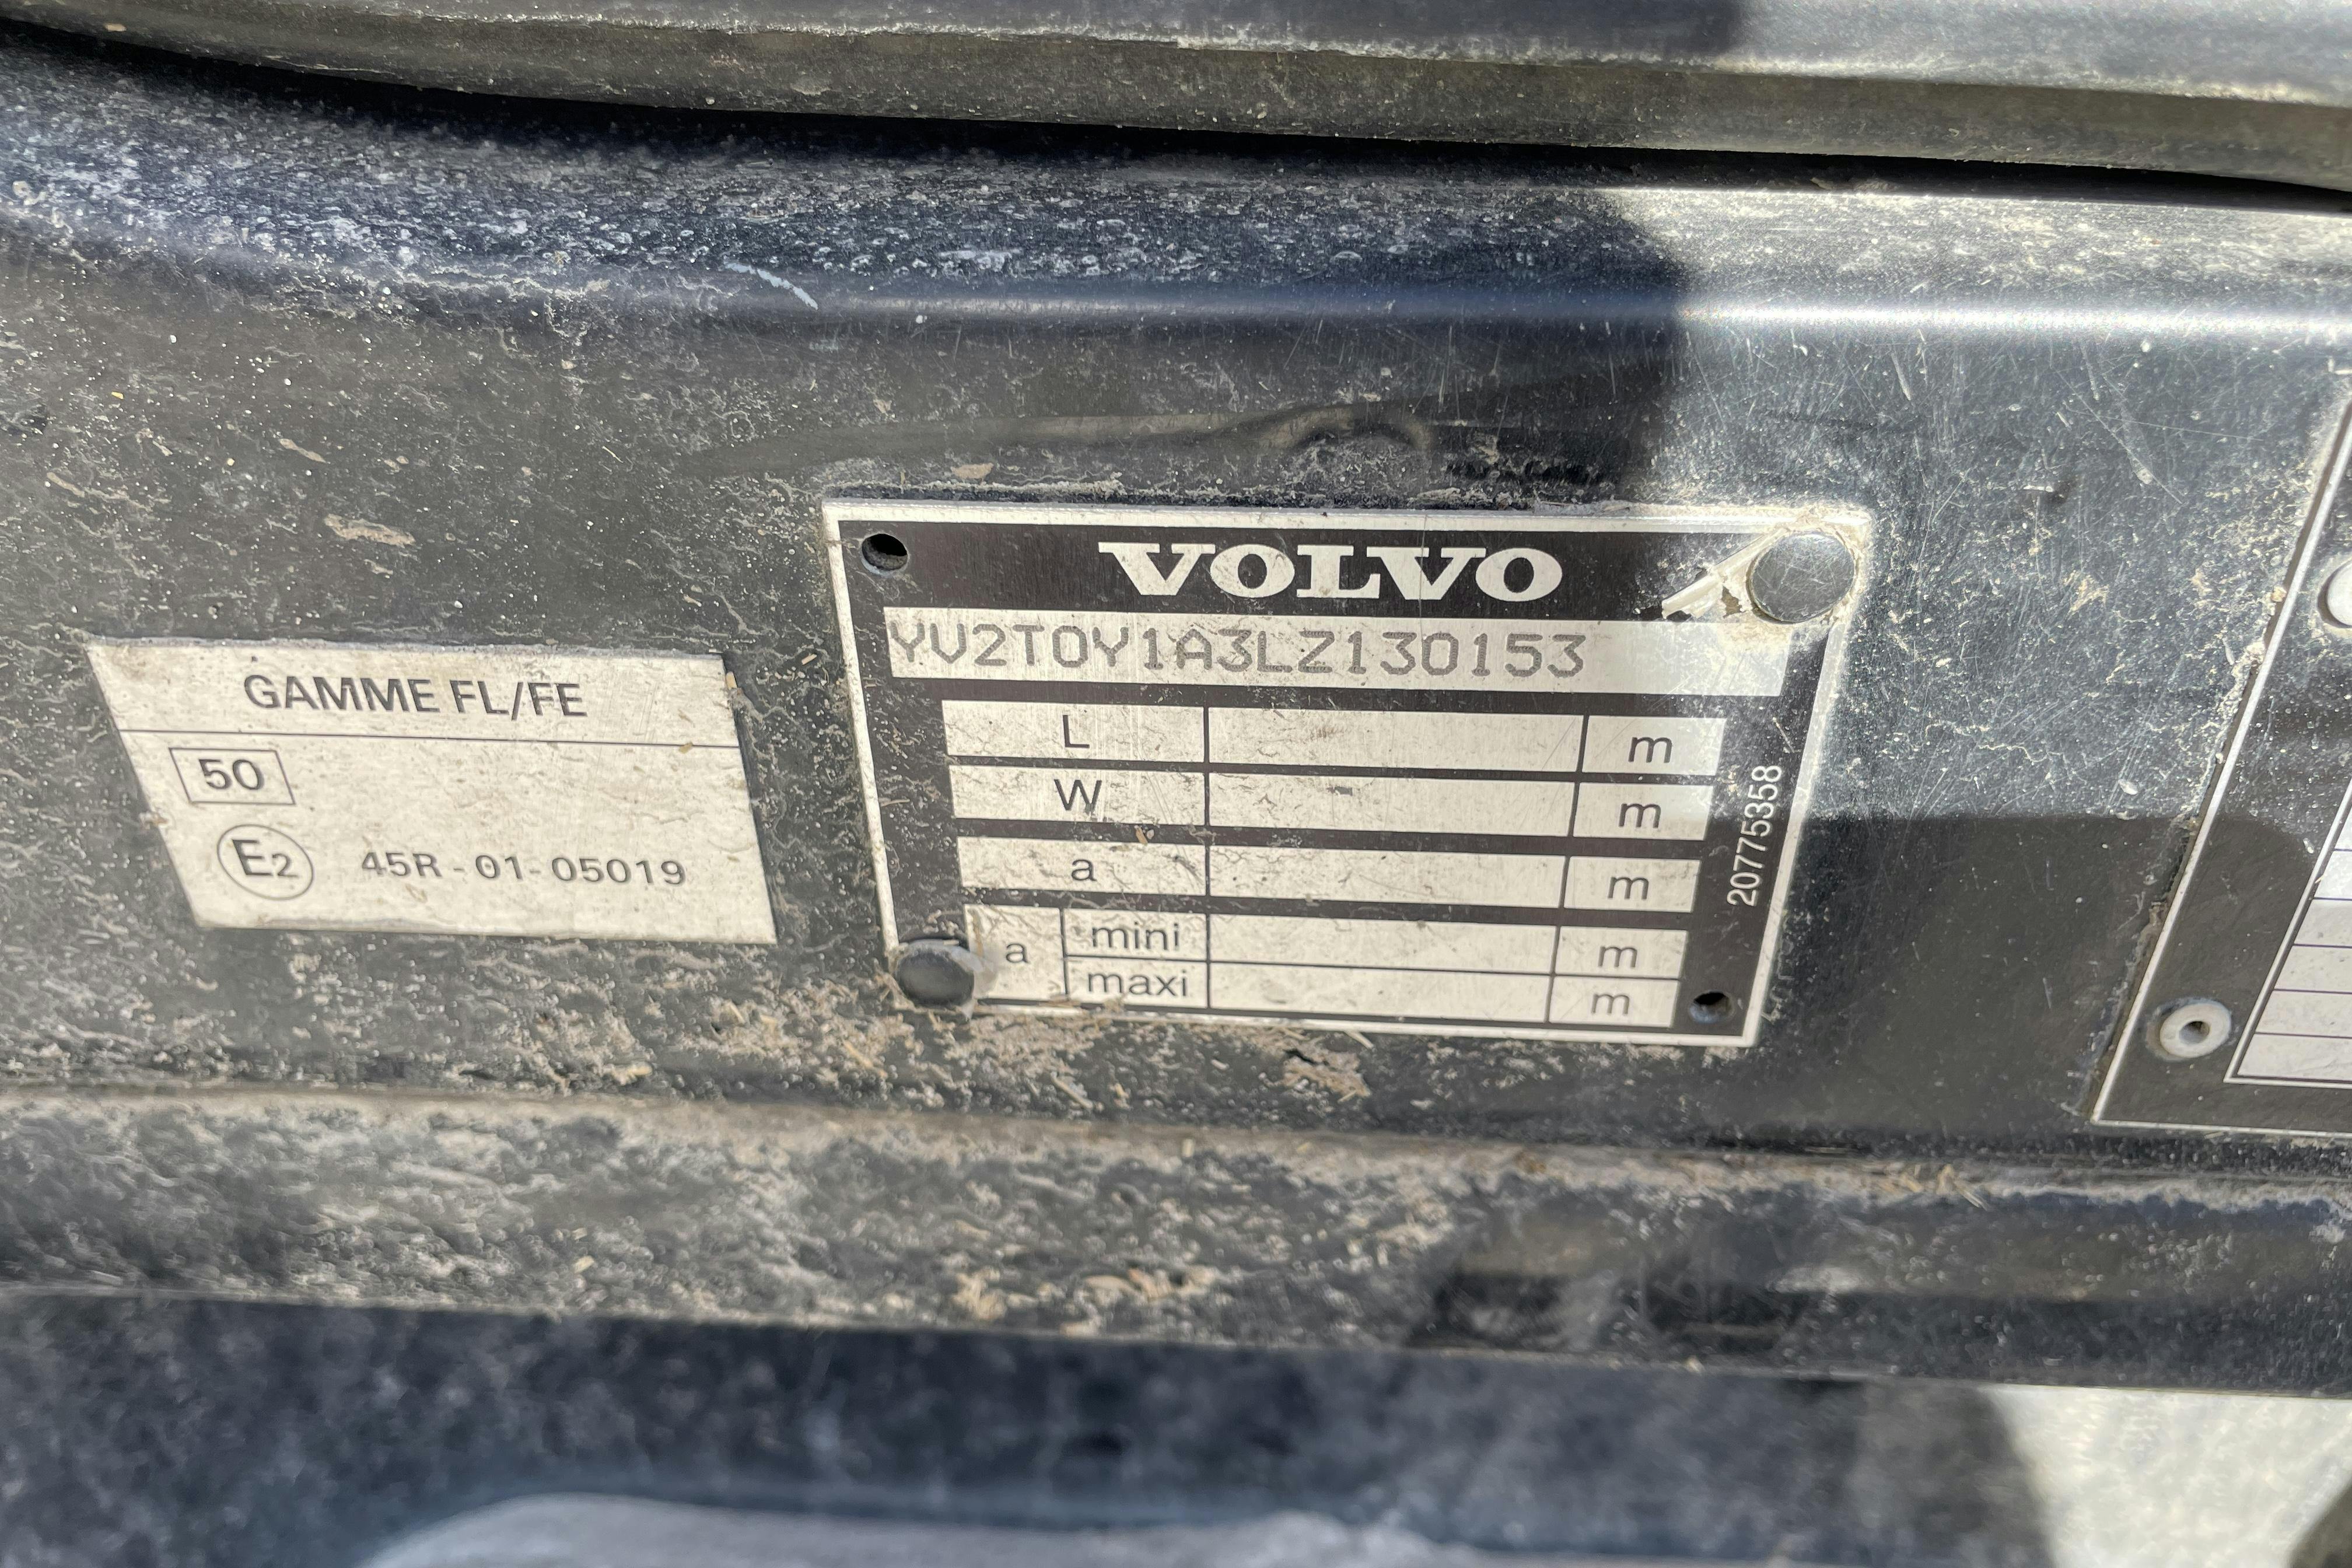 GAMME FL/FE
50
E2 45R-01-05019
VOLVO
YV2T0Y1A3LZ130153
L m
W m
a m
a mini m
maxi m
20775358